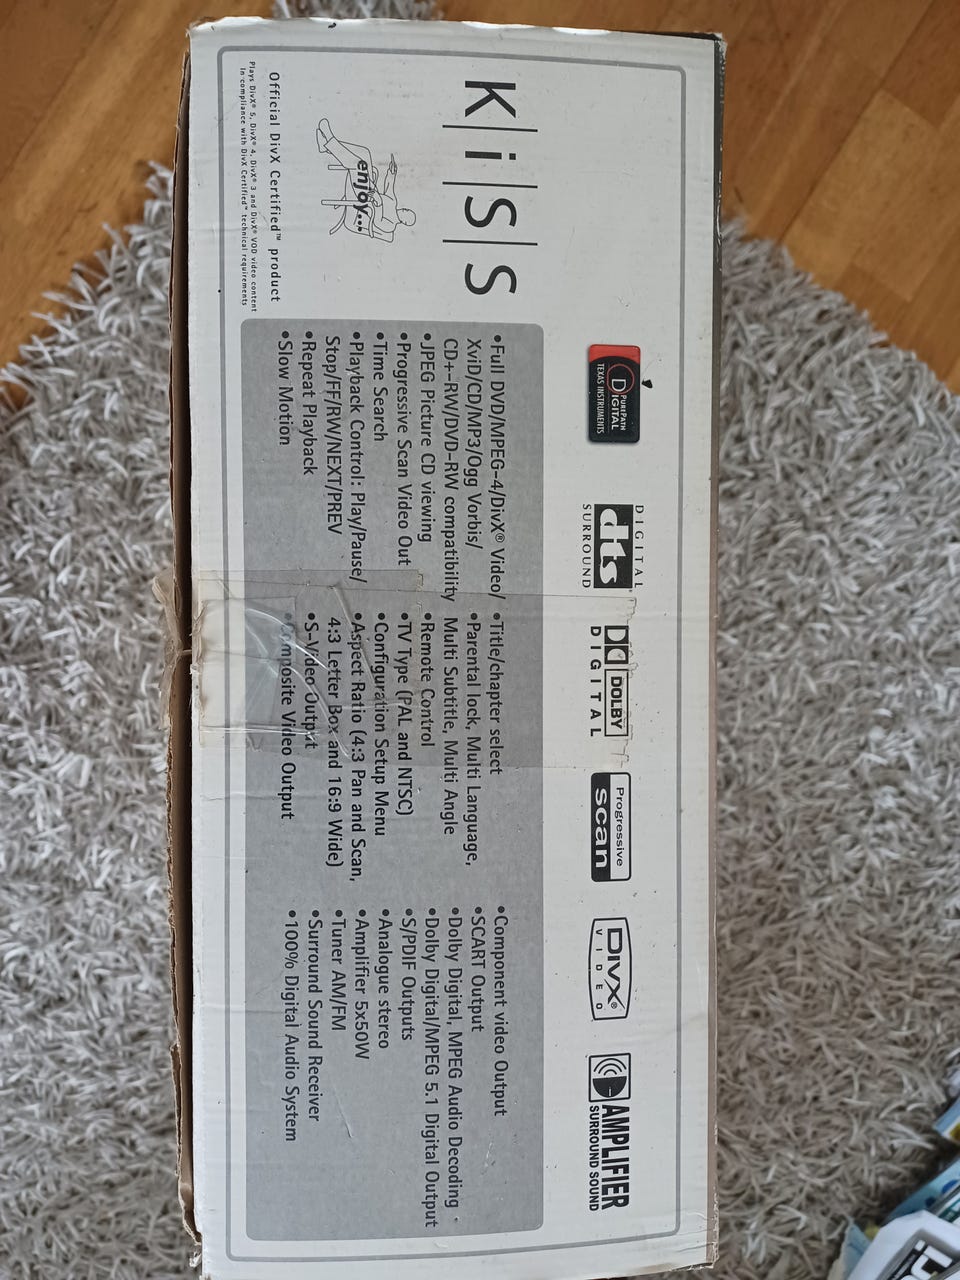 K|i|S|S
enjoy...
Official DivX Certified™ product
Plays DivX® 5, DivX® 4, DivX® 3 and DivX® VOD video content
In compliance with DivX Certified™ technical requirements
PUREPATH
DIGITAL
TEXAS INSTRUMENTS
DIGITAL
dts
SURROUND
DOLBY
DIGITAL
Progressive
scan
DIVX®
VIDEO
AMPLIFIER
SURROUND SOUND
•Full DVD/MPEG-4/DivX® Video/
XviD/CD/MP3/Ogg Vorbis/
CD+-RW/DVD-RW compatibility
•JPEG Picture CD viewing
•Progressive Scan Video Out
•Time Search
•Playback Control: Play/Pause/
Stop/FF/RW/NEXT/PREV
•Repeat Playback
•Slow Motion
•Title/chapter select
•Parental lock, Multi Language,
Multi Subtitle, Multi Angle
•Remote Control
•TV Type (PAL and NTSC)
•Configuration Setup Menu
•Aspect Ratio (4:3 Pan and Scan,
4:3 Letter Box and 16:9 Wide)
•S-Video Output
•Composite Video Output
•Component video Output
•SCART Output
•Dolby Digital, MPEG Audio Decoding
•Dolby Digital/MPEG 5.1 Digital Output
•S/PDIF Outputs
•Analogue stereo
•Amplifier 5x50W
•Tuner AM/FM
•Surround Sound Receiver
•100% Digital Audio System